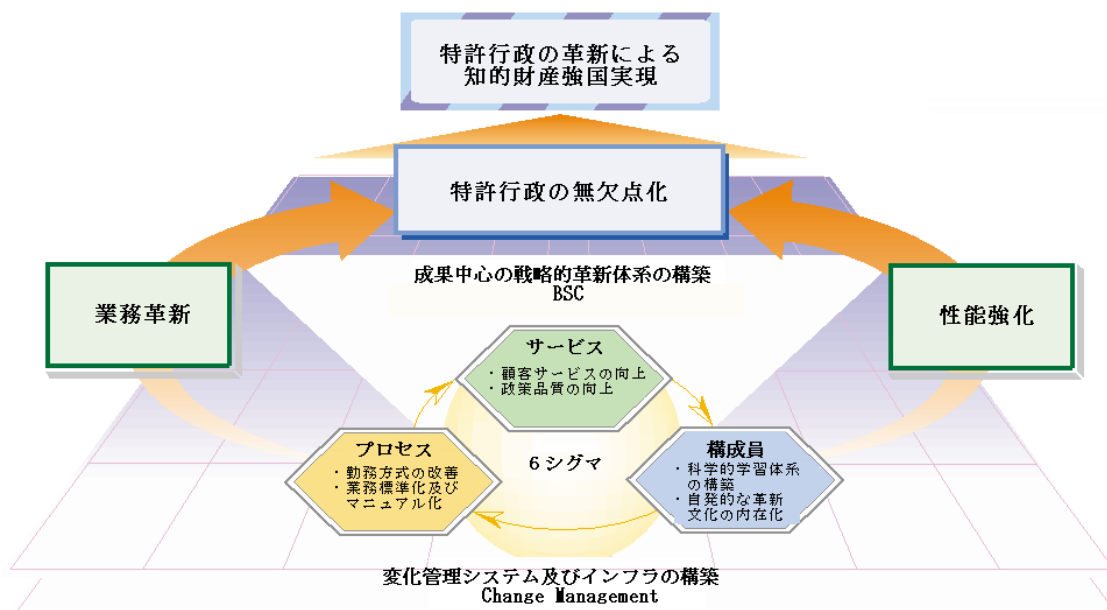 特許行政の革新による
知的財産強国実現
特許行政の無欠点化
成果中心の戦略的革新体系の構築
BSC
業務革新
性能強化
サービス
・顧客サービスの向上
・政策品質の向上
プロセス
・勤務方式の改善
・業務標準化及び
マニュアル化
6シグマ
構成員
・科学的学習体系
の構築
・自発的な革新
文化の内在化
変化管理システム及びインフラの構築
Change Management